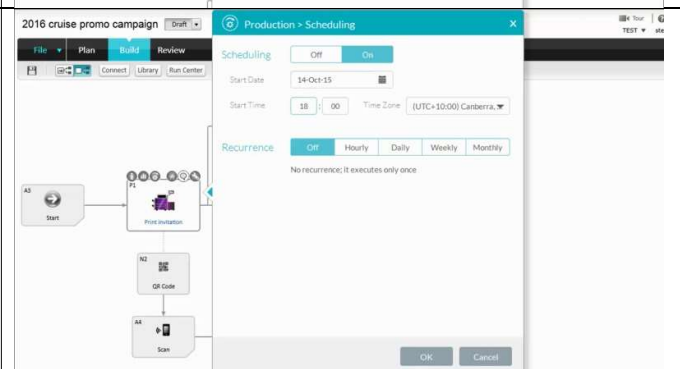 2016 cruise promo campaign Draft
Production > Scheduling x
Tour
TEST
File Plan Build Review
Connect Library Run Center
Scheduling Off On
Start Date 14-Oct-15
Start Time 18 : 00 Time Zone (UTC+10:00) Canberra,
Recurrence Off Hourly Daily Weekly Monthly
No recurrence; It executes only once
A3
Start
P1
Print invitation
N2
QR Code
A4
Scan
OK Cancel